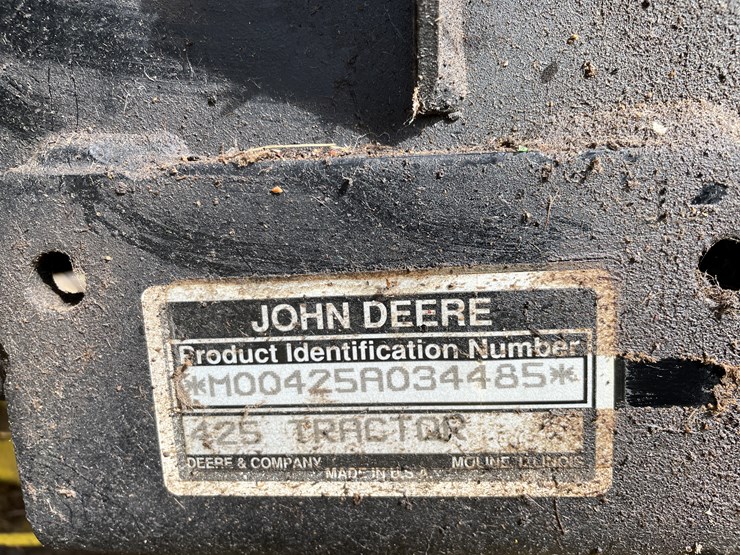 JOHN DEERE
Product Identification Number
*M00425A034485*
425 TRACTOR
DEERE & COMPANY MOLINE, ILLINOIS
MADE IN U.S.A.